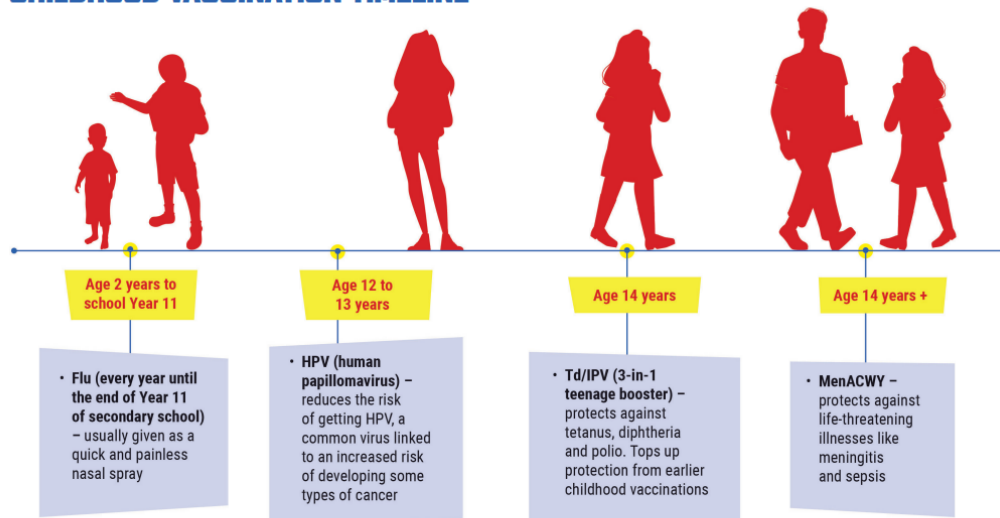 CHILDHOOD VACCINATION TIMELINE
Age 2 years to
school Year 11
• Flu (every year until
the end of Year 11
of secondary school)
– usually given as a
quick and painless
nasal spray
Age 12 to
13 years
• HPV (human
papillomavirus) –
reduces the risk
of getting HPV, a
common virus linked
to an increased risk
of developing some
types of cancer
Age 14 years
• Td/IPV (3-in-1
teenage booster) –
protects against
tetanus, diphtheria
and polio. Tops up
protection from earlier
childhood vaccinations
Age 14 years +
• MenACWY –
protects against
life-threatening
illnesses like
meningitis
and sepsis